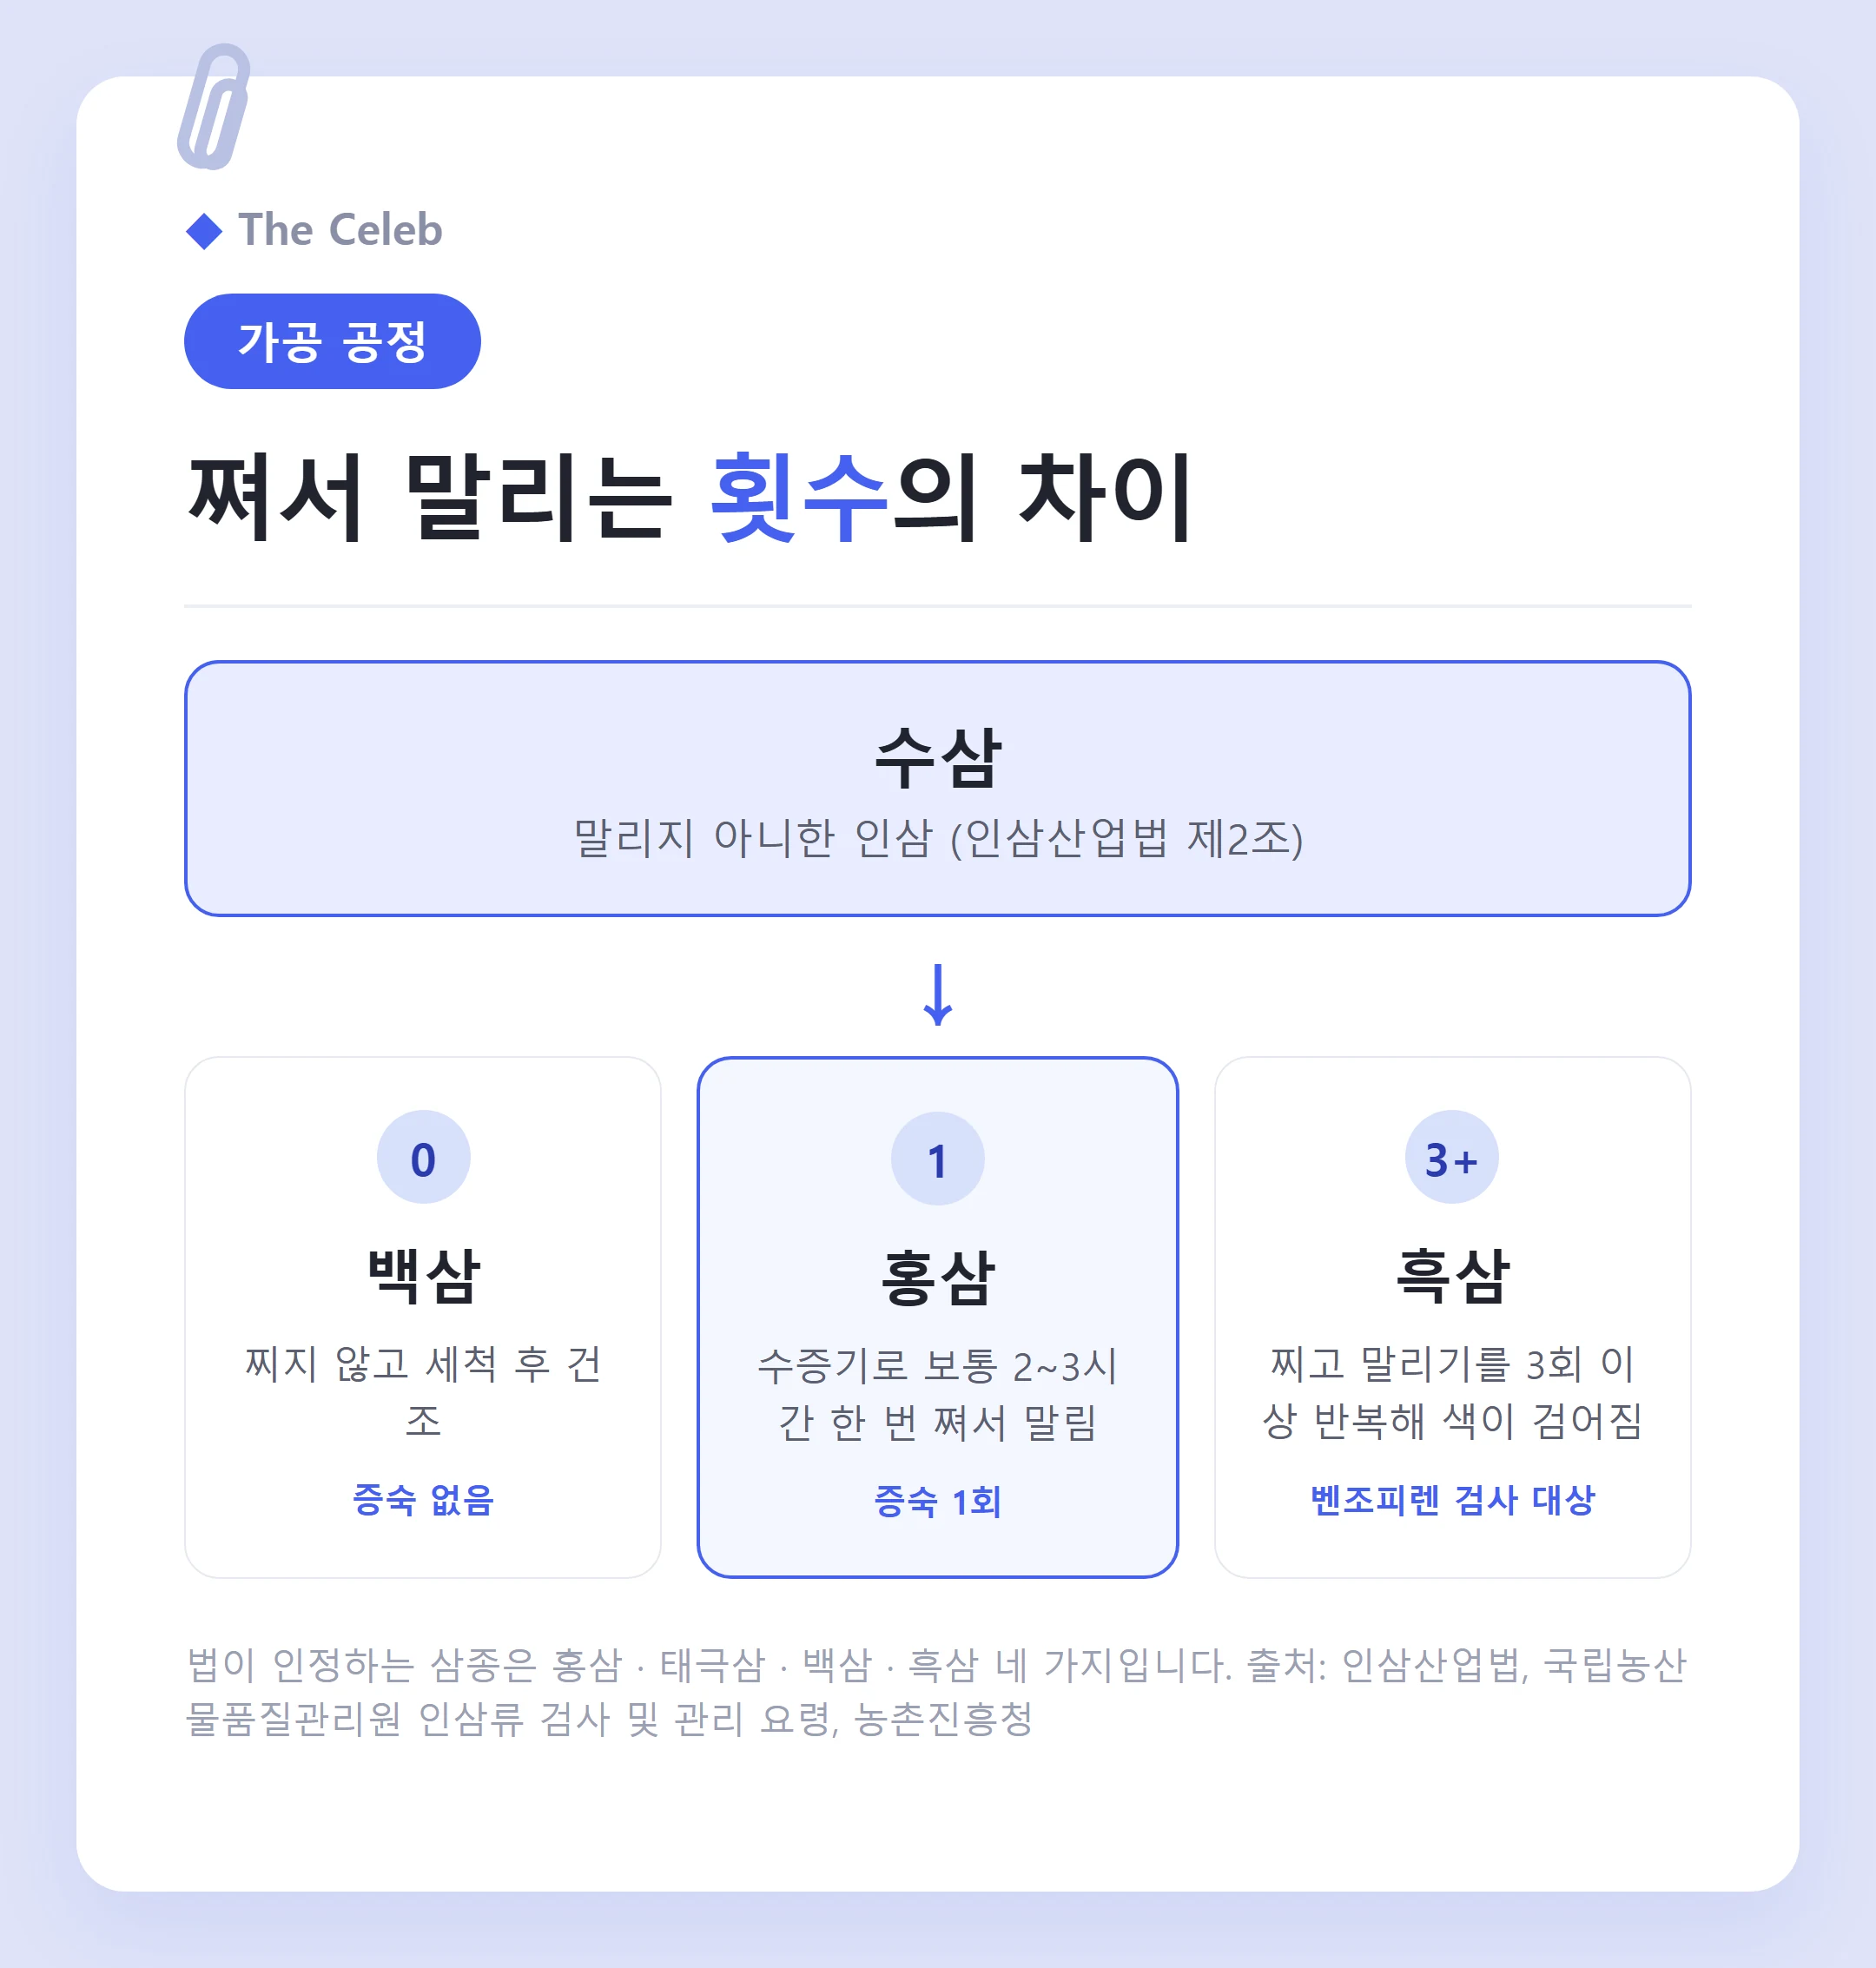 The Celeb
가공 공정
쪄서 말리는 횟수의 차이
수삼
말리지 아니한 인삼 (인삼산업법 제2조)
↓
0
백삼
찌지 않고 세척 후 건
조
증숙 없음
1
홍삼
수증기로 보통 2~3시
간 한 번 쪄서 말림
증숙 1회
3+
흑삼
찌고 말리기를 3회 이
상 반복해 색이 검어짐
벤조피렌 검사 대상
법이 인정하는 삼종은 홍삼 · 태극삼 · 백삼 · 흑삼 네 가지입니다. 출처: 인삼산업법, 국립농산
물품질관리원 인삼류 검사 및 관리 요령, 농촌진흥청